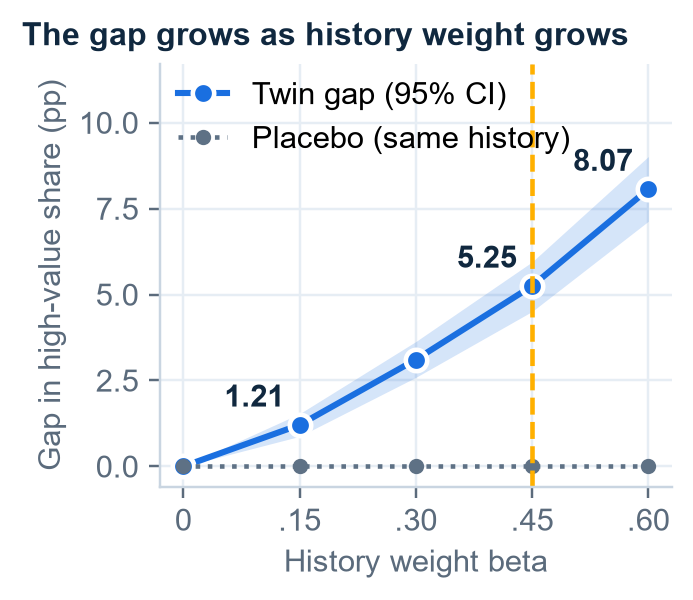 The gap grows as history weight grows
Twin gap (95% CI)
Placebo (same history)
Gap in high-value share (pp)
10.0
7.5
5.0
2.5
0.0
1.21
5.25
8.07
0 .15 .30 .45 .60
History weight beta